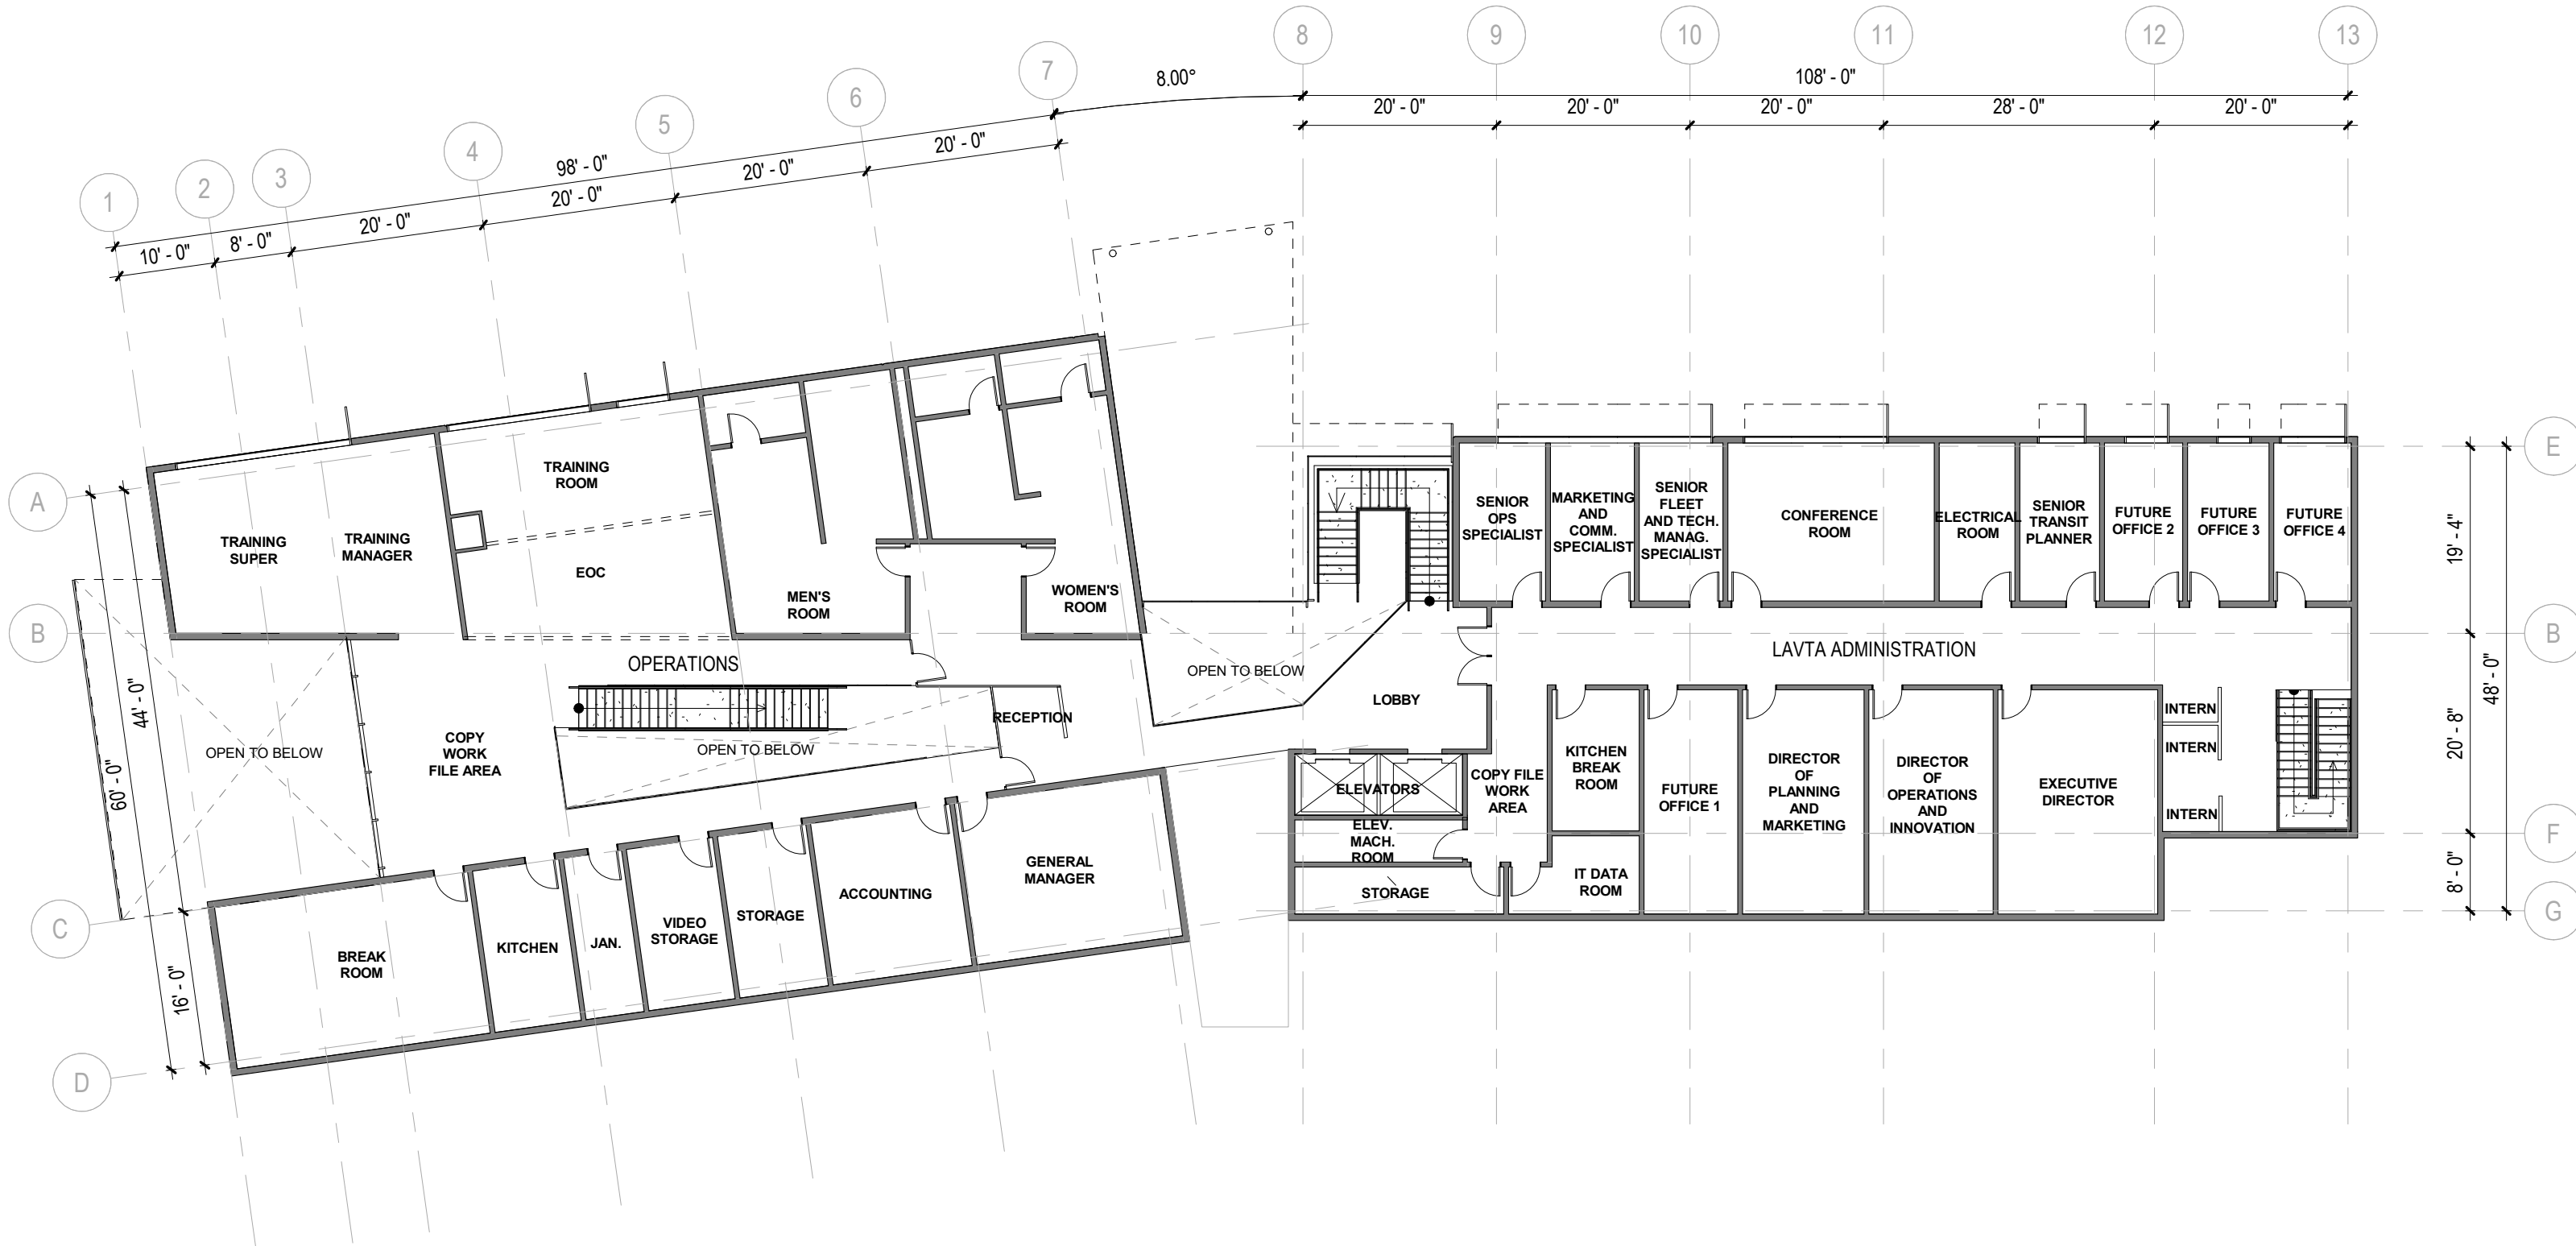 8
9
10
11
12
13
7
6
5
4
3
2
1
8.00°
108' - 0"
20' - 0"
20' - 0"
20' - 0"
28' - 0"
20' - 0"
98' - 0"
10' - 0"
8' - 0"
20' - 0"
20' - 0"
20' - 0"
20' - 0"
A
B
C
D
60' - 0"
44' - 0"
16' - 0"
E
B
F
G
19' - 4"
20' - 8"
8' - 0"
48' - 0"
TRAINING
SUPER
TRAINING
MANAGER
TRAINING
ROOM
EOC
MEN'S
ROOM
WOMEN'S
ROOM
OPERATIONS
OPEN TO BELOW
COPY
WORK
FILE AREA
OPEN TO BELOW
RECEPTION
OPEN TO BELOW
LOBBY
BREAK
ROOM
KITCHEN
JAN.
VIDEO
STORAGE
STORAGE
ACCOUNTING
GENERAL
MANAGER
SENIOR
OPS
SPECIALIST
MARKETING
AND
COMM.
SPECIALIST
SENIOR
FLEET
AND TECH.
MANAG.
SPECIALIST
CONFERENCE
ROOM
ELECTRICAL
ROOM
SENIOR
TRANSIT
PLANNER
FUTURE
OFFICE 2
FUTURE
OFFICE 3
FUTURE
OFFICE 4
LAVTA ADMINISTRATION
ELEVATORS
ELEV.
MACH.
ROOM
STORAGE
COPY FILE
WORK
AREA
KITCHEN
BREAK
ROOM
IT DATA
ROOM
FUTURE
OFFICE 1
DIRECTOR
OF
PLANNING
AND
MARKETING
DIRECTOR
OF
OPERATIONS
AND
INNOVATION
EXECUTIVE
DIRECTOR
INTERN
INTERN
INTERN